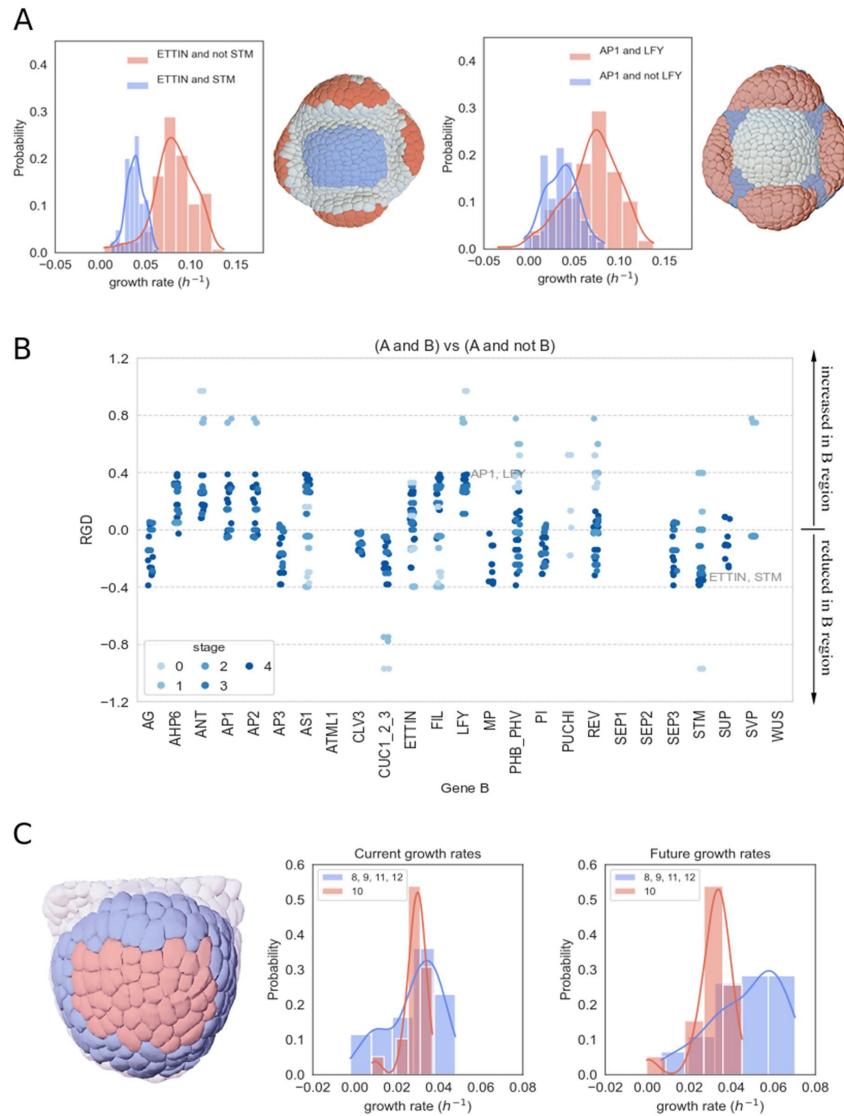 A
ETTIN and not STM
ETTIN and STM
0.4
0.3
0.2
0.1
0.0
Probability
−0.05 0.00 0.05 0.10 0.15
growth rate (h⁻¹)
AP1 and LFY
AP1 and not LFY
0.4
0.3
0.2
0.1
0.0
Probability
−0.05 0.00 0.05 0.10 0.15
growth rate (h⁻¹)
B
(A and B) vs (A and not B)
1.2
0.8
0.4
0.0
−0.4
−0.8
−1.2
RGD
AP1, LFY
ETTIN, STM
increased in B region
reduced in B region
stage
0 2 4
1 3
AG AHP6 ANT AP1 AP2 AP3 AS1 ATML1 CLV3 CUC1_2_3 ETTIN FIL LFY MP PHB_PHV PI PUCHI REV SEP1 SEP2 SEP3 STM SUP SVP WUS
Gene B
C
Current growth rates
8, 9, 11, 12
10
0.6
0.5
0.4
0.3
0.2
0.1
0.0
Probability
−0.02 0.00 0.02 0.04 0.06 0.08
growth rate (h⁻¹)
Future growth rates
8, 9, 11, 12
10
0.6
0.5
0.4
0.3
0.2
0.1
0.0
Probability
−0.02 0.00 0.02 0.04 0.06 0.08
growth rate (h⁻¹)